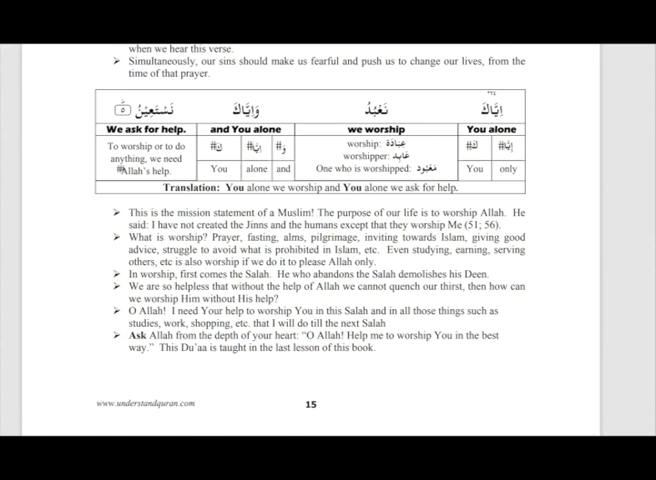 when we hear this verse.
➢ Simultaneously, our sins should make us fearful and push us to change our lives, from the
time of that prayer.
إِيَّاكَ نَعْبُدُ وَإِيَّاكَ نَسْتَعِيْنُ ٥
We ask for help. and You alone we worship You alone
To worship or to do
anything, we need
#Allah's help.
#كَ #إِيَّا #وَ
You alone and
worship: عِبَادَة
worshipper: عَابِد
One who is worshipped: مَعْبُود
#كَ #إِيَّا
You only
Translation: You alone we worship and You alone we ask for help.
➢ This is the mission statement of a Muslim! The purpose of our life is to worship Allah. He
said: I have not created the Jinns and the humans except that they worship Me (51; 56).
➢ What is worship? Prayer, fasting, alms, pilgrimage, inviting towards Islam, giving good
advice, struggle to avoid what is prohibited in Islam, etc. Even studying, earning, serving
others, etc is also worship if we do it to please Allah only.
➢ In worship, first comes the Salah. He who abandons the Salah demolishes his Deen.
➢ We are so helpless that without the help of Allah we cannot quench our thirst, then how can
we worship Him without His help?
➢ O Allah! I need Your help to worship You in this Salah and in all those things such as
studies, work, shopping, etc. that I will do till the next Salah
➢ Ask Allah from the depth of your heart: "O Allah! Help me to worship You in the best
way." This Du'aa is taught in the last lesson of this book.
www.understandquran.com 15